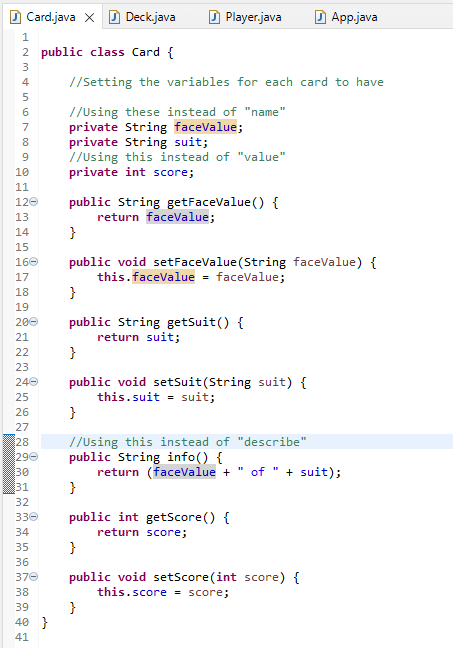 Card.java Deck.java Player.java App.java
1
2 public class Card {
3
4     //Setting the variables for each card to have
5
6     //Using these instead of "name"
7     private String faceValue;
8     private String suit;
9     //Using this instead of "value"
10     private int score;
11
12     public String getFaceValue() {
13         return faceValue;
14     }
15
16     public void setFaceValue(String faceValue) {
17         this.faceValue = faceValue;
18     }
19
20     public String getSuit() {
21         return suit;
22     }
23
24     public void setSuit(String suit) {
25         this.suit = suit;
26     }
27
28     //Using this instead of "describe"
29     public String info() {
30         return (faceValue + " of " + suit);
31     }
32
33     public int getScore() {
34         return score;
35     }
36
37     public void setScore(int score) {
38         this.score = score;
39     }
40 }
41